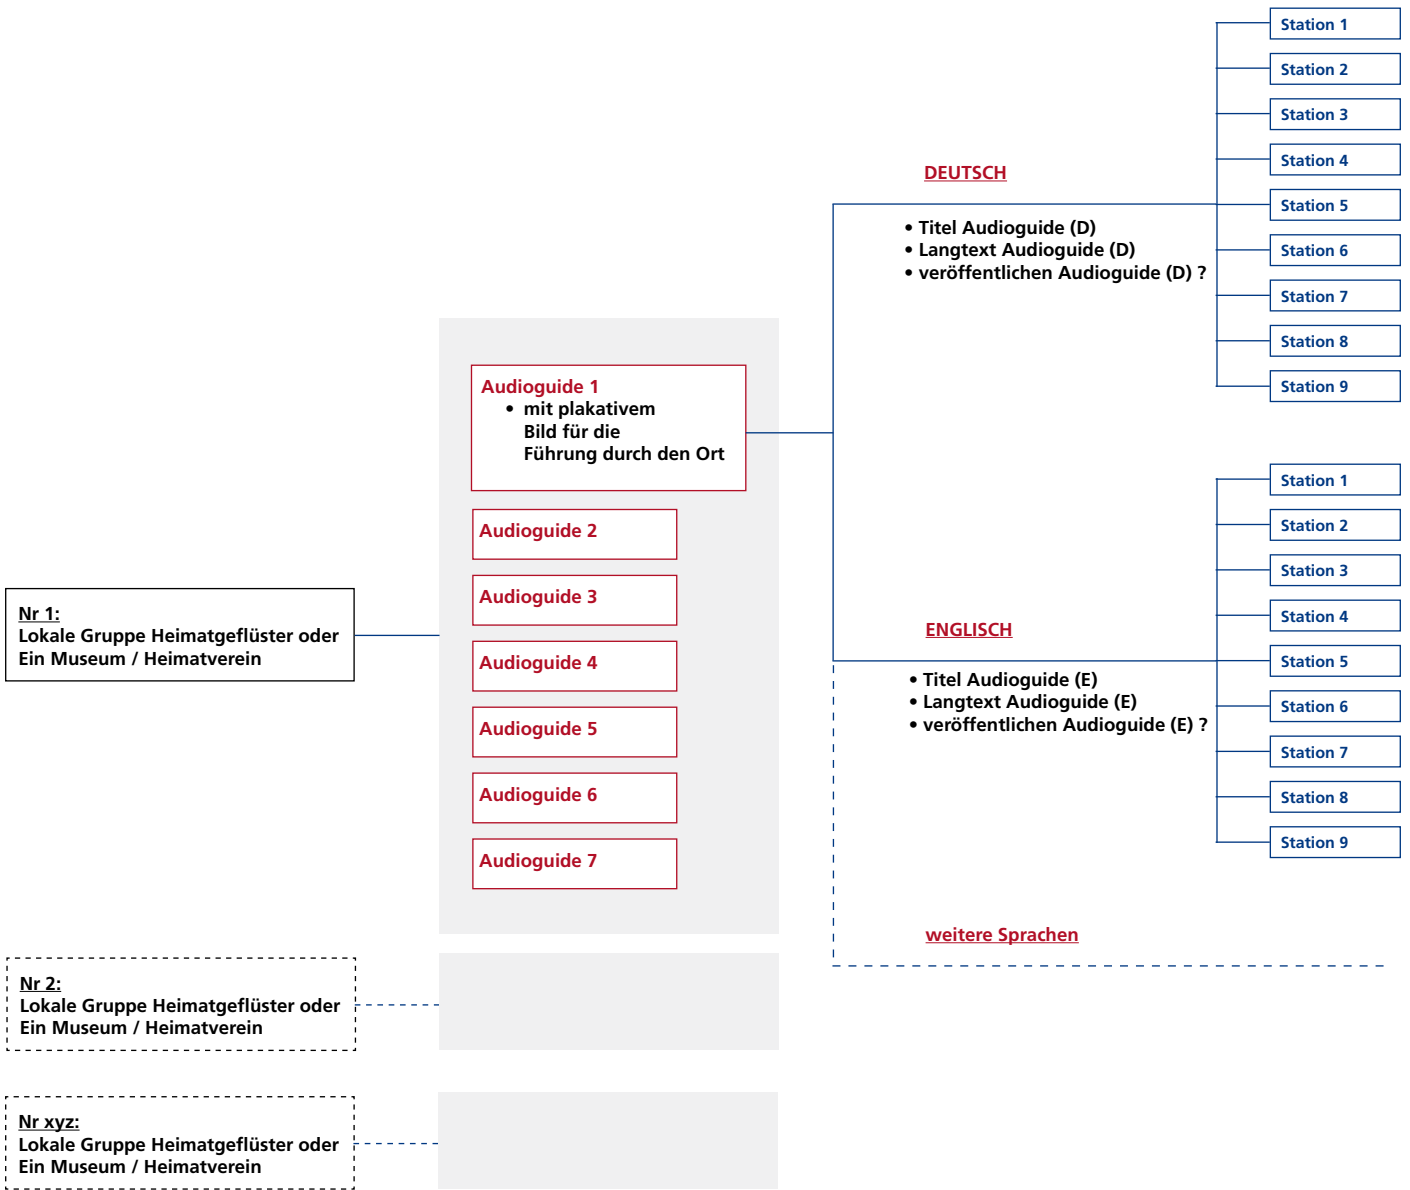 Nr 1:
Lokale Gruppe Heimatgeflüster oder
Ein Museum / Heimatverein
Nr 2:
Lokale Gruppe Heimatgeflüster oder
Ein Museum / Heimatverein
Nr xyz:
Lokale Gruppe Heimatgeflüster oder
Ein Museum / Heimatverein
Audioguide 1
• mit plakativem
Bild für die
Führung durch den Ort
Audioguide 2
Audioguide 3
Audioguide 4
Audioguide 5
Audioguide 6
Audioguide 7
DEUTSCH
• Titel Audioguide (D)
• Langtext Audioguide (D)
• veröffentlichen Audioguide (D) ?
Station 1
Station 2
Station 3
Station 4
Station 5
Station 6
Station 7
Station 8
Station 9
ENGLISCH
• Titel Audioguide (E)
• Langtext Audioguide (E)
• veröffentlichen Audioguide (E) ?
Station 1
Station 2
Station 3
Station 4
Station 5
Station 6
Station 7
Station 8
Station 9
weitere Sprachen